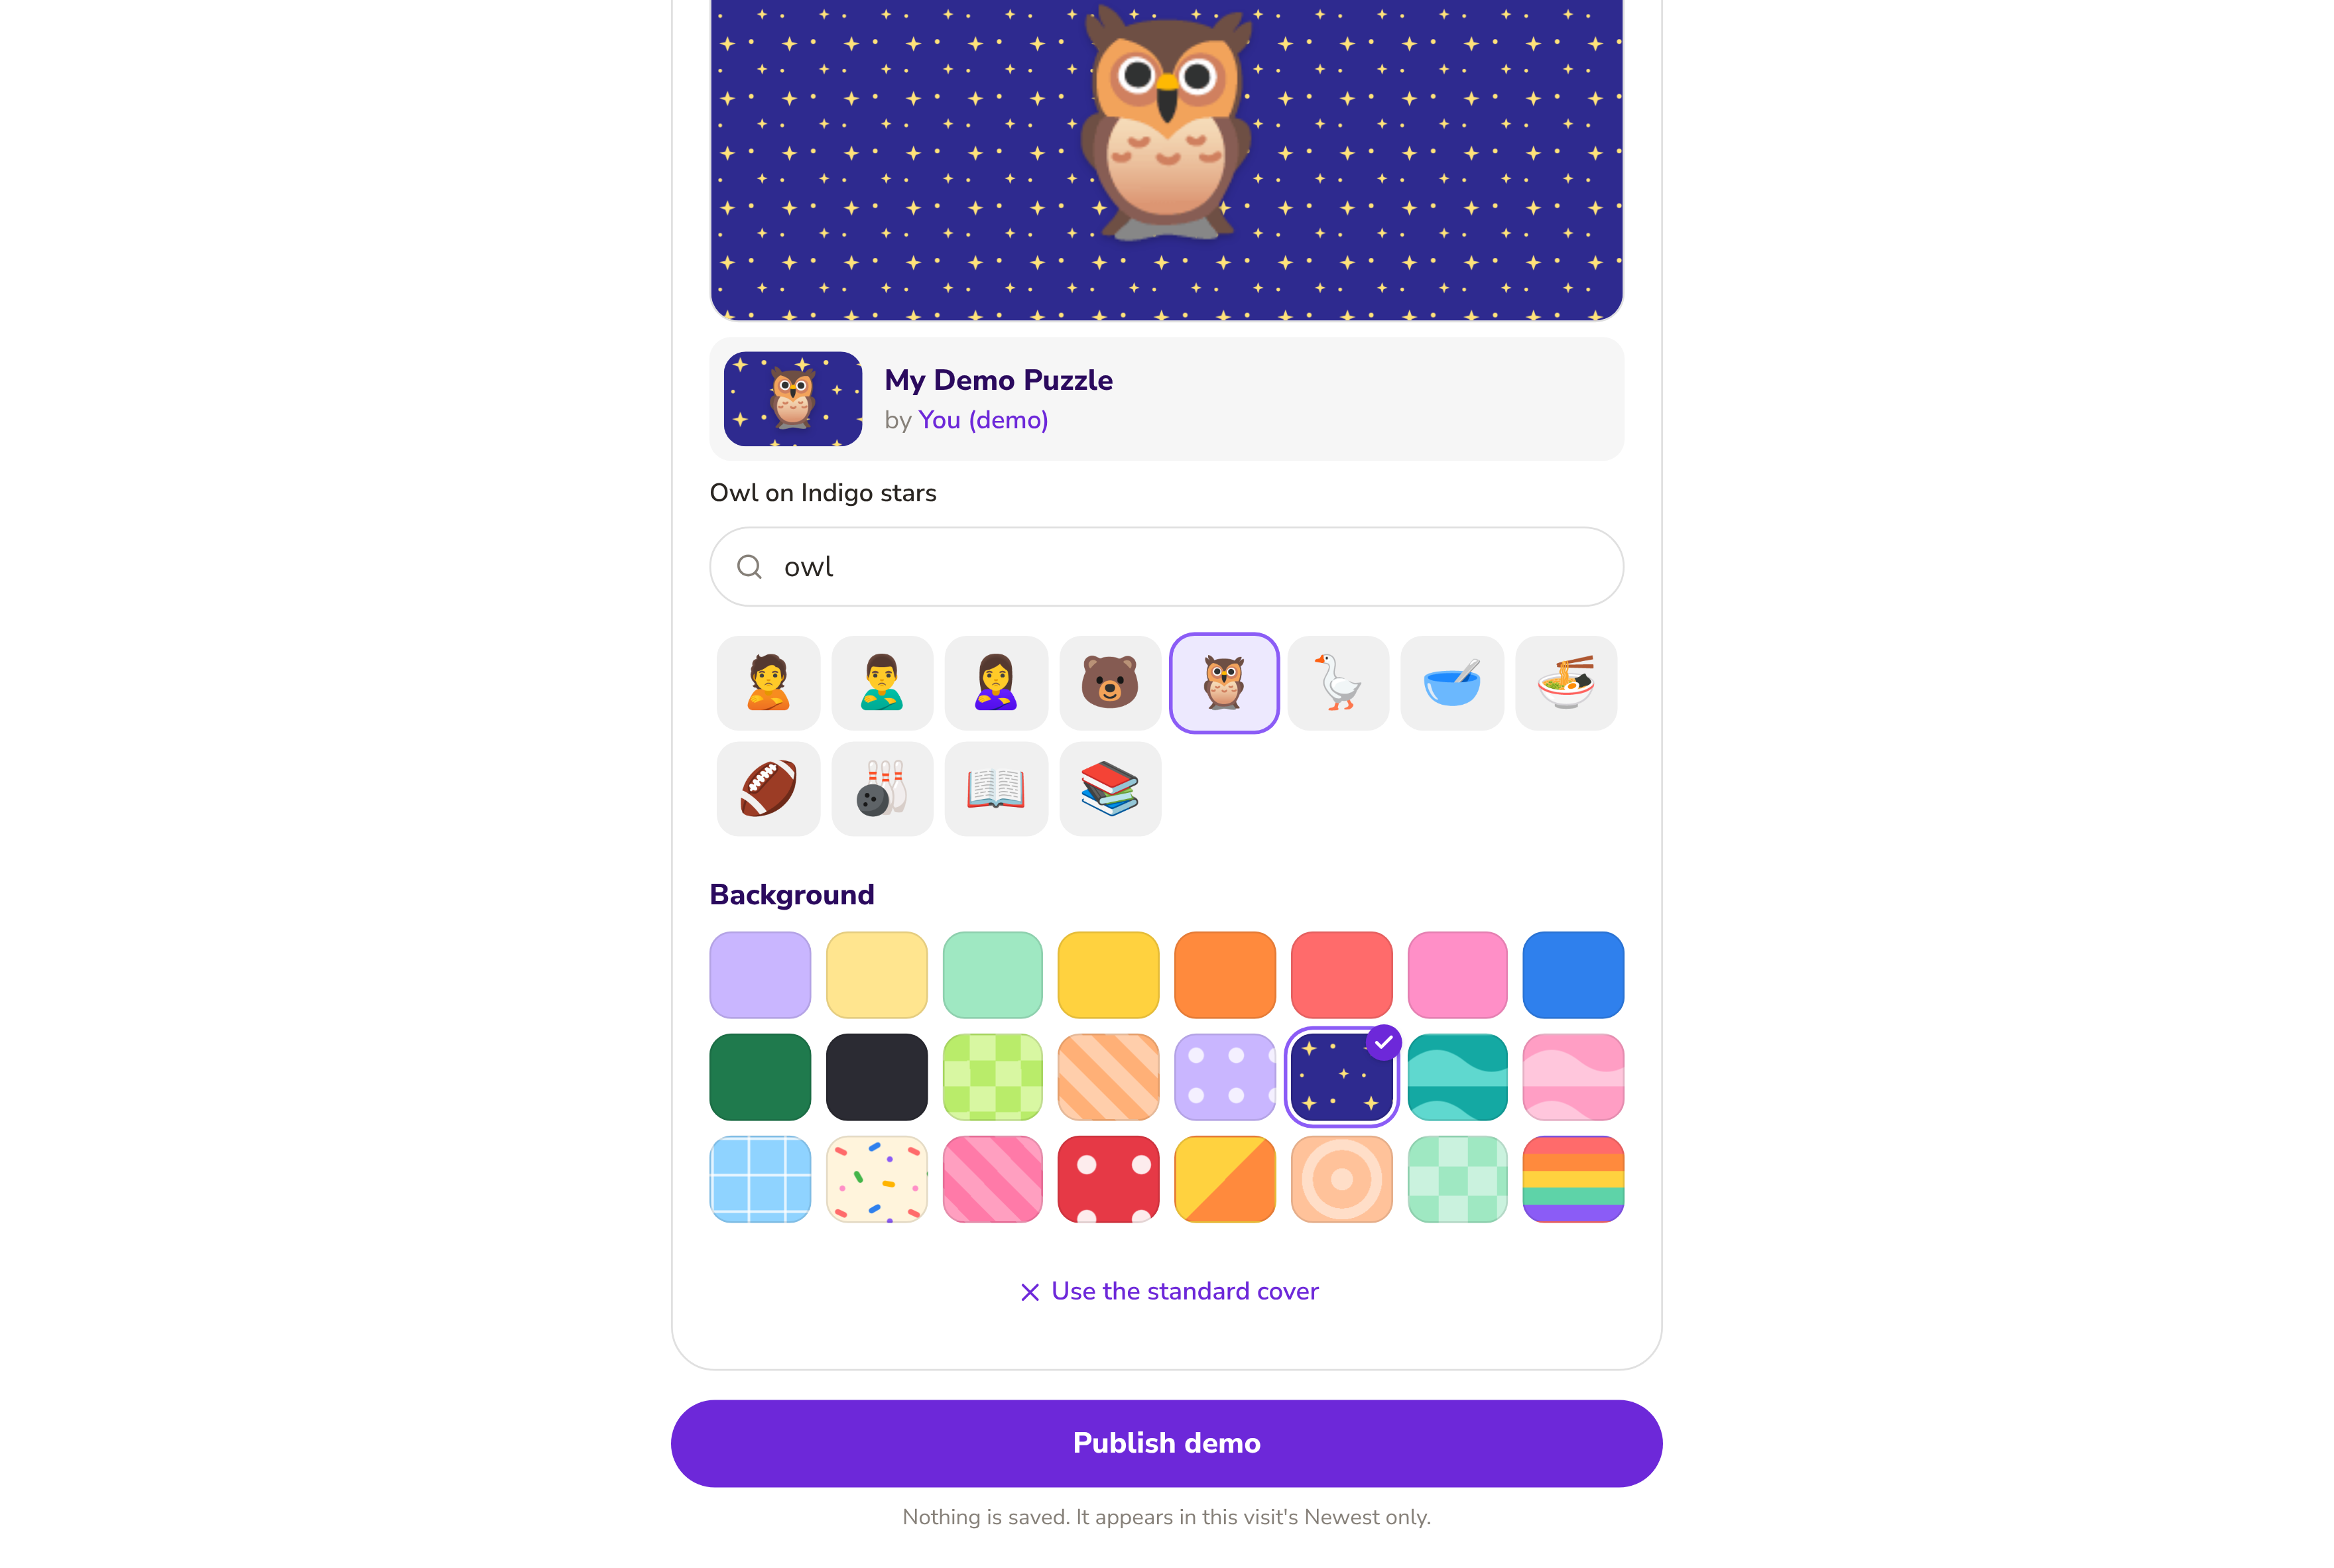 My Demo Puzzle
by You (demo)
Owl on Indigo stars
owl
Background
Use the standard cover
Publish demo
Nothing is saved. It appears in this visit's Newest only.